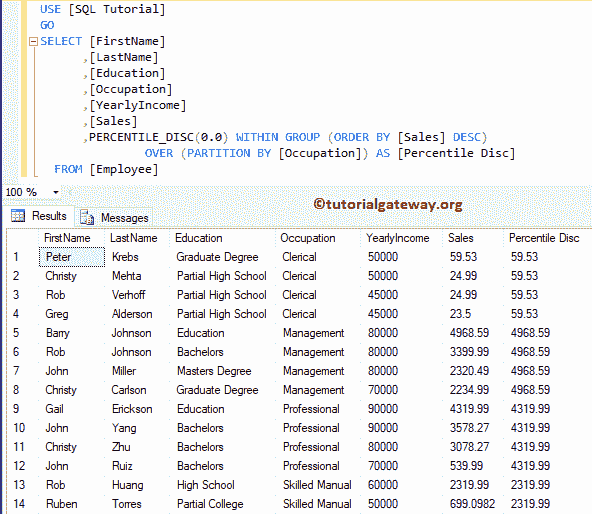 USE [SQL Tutorial]
GO
SELECT [FirstName]
,[LastName]
,[Education]
,[Occupation]
,[YearlyIncome]
,[Sales]
,PERCENTILE_DISC(0.0) WITHIN GROUP (ORDER BY [Sales] DESC)
OVER (PARTITION BY [Occupation]) AS [Percentile Disc]
FROM [Employee]
100 %
©tutorialgateway.org
Results Messages
FirstName LastName Education Occupation YearlyIncome Sales Percentile Disc
1 Peter Krebs Graduate Degree Clerical 50000 59.53 59.53
2 Christy Mehta Partial High School Clerical 50000 24.99 59.53
3 Rob Verhoff Partial High School Clerical 45000 24.99 59.53
4 Greg Alderson Partial High School Clerical 45000 23.5 59.53
5 Barry Johnson Education Management 80000 4968.59 4968.59
6 Rob Johnson Bachelors Management 80000 3399.99 4968.59
7 John Miller Masters Degree Management 80000 2320.49 4968.59
8 Christy Carlson Graduate Degree Management 70000 2234.99 4968.59
9 Gail Erickson Education Professional 90000 4319.99 4319.99
10 John Yang Bachelors Professional 90000 3578.27 4319.99
11 Christy Zhu Bachelors Professional 80000 3078.27 4319.99
12 John Ruiz Bachelors Professional 70000 539.99 4319.99
13 Rob Huang High School Skilled Manual 60000 2319.99 2319.99
14 Ruben Torres Partial College Skilled Manual 50000 699.0982 2319.99